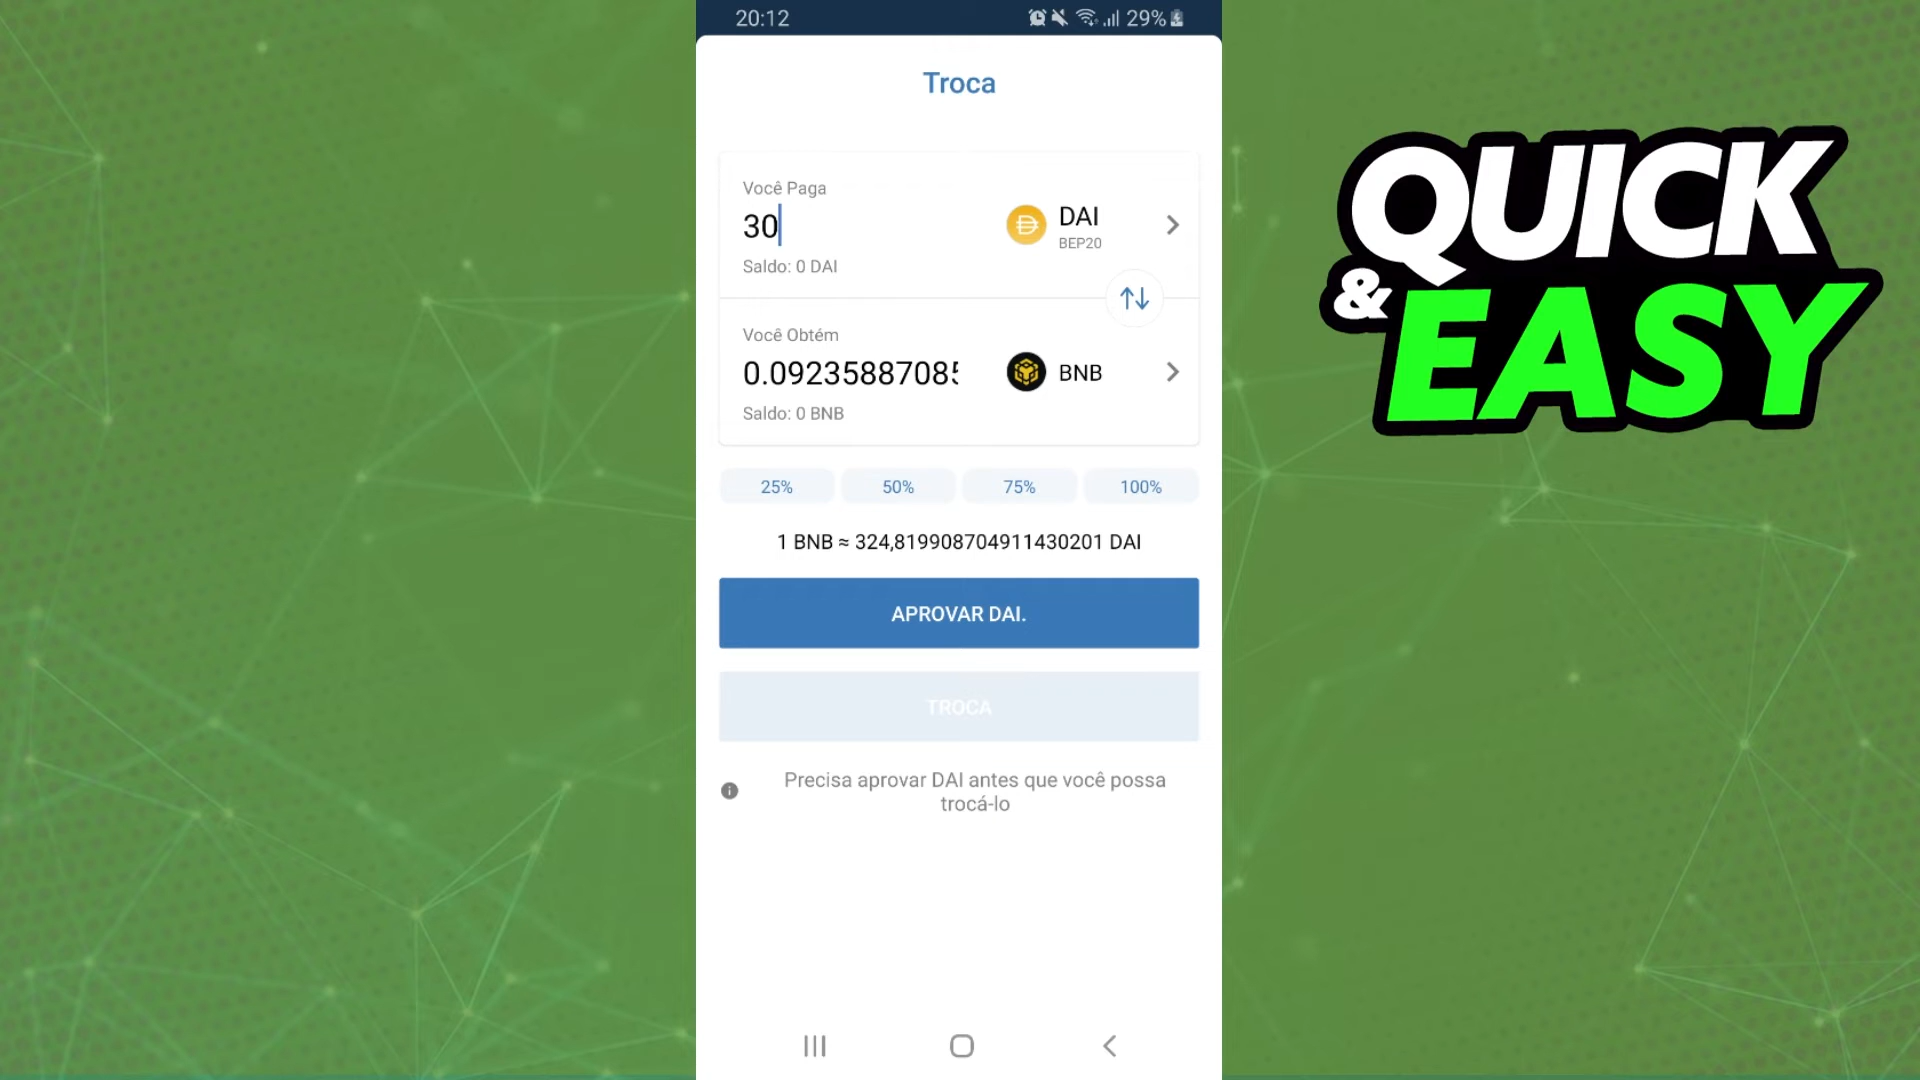 20:12
29%
Troca
Você Paga
30
DAI
BEP20
Saldo: 0 DAI
Você Obtém
0.0923588708
BNB
Saldo: 0 BNB
25% 50% 75% 100%
1 BNB ≈ 324,819908704911430201 DAI
APROVAR DAI.
TROCA
Precisa aprovar DAI antes que você possa
trocá-lo
QUICK
& EASY